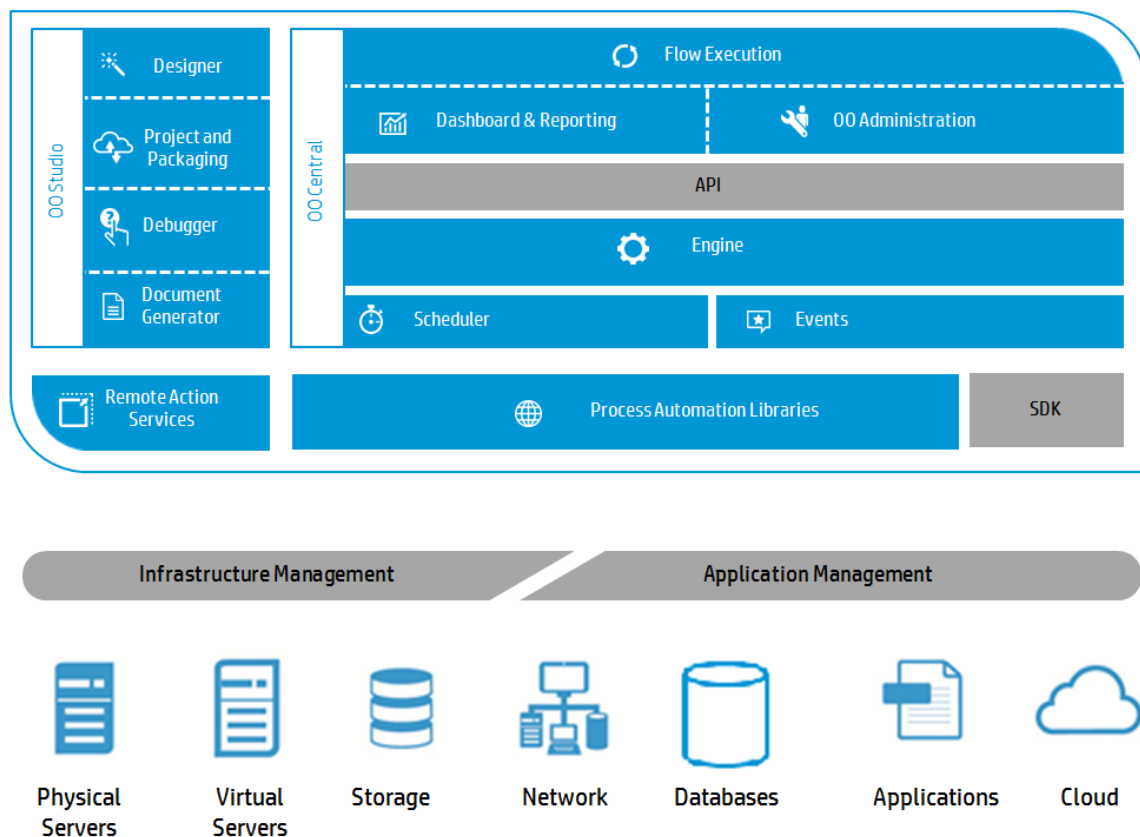 OO Studio
Designer
Project and
Packaging
Debugger
Document
Generator
OO Central
Flow Execution
Dashboard & Reporting
OO Administration
API
Engine
Scheduler
Events
Remote Action
Services
Process Automation Libraries
SDK
Infrastructure Management
Application Management
Physical
Servers
Virtual
Servers
Storage
Network
Databases
Applications
Cloud